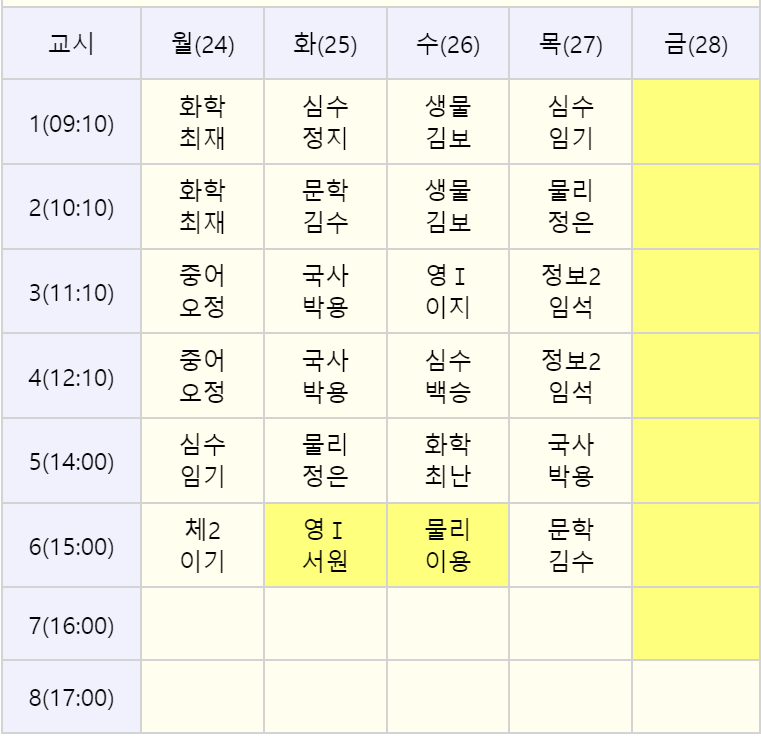 교시 월(24) 화(25) 수(26) 목(27) 금(28)
1(09:10) 화학 심수 생물 심수
최재 정지 김보 임기
2(10:10) 화학 문학 생물 물리
최재 김수 김보 정은
3(11:10) 중어 국사 영Ⅰ 정보2
오정 박용 이지 임석
4(12:10) 중어 국사 심수 정보2
오정 박용 백승 임석
5(14:00) 심수 물리 화학 국사
임기 정은 최난 박용
6(15:00) 체2 영Ⅰ 물리 문학
이기 서원 이용 김수
7(16:00)
8(17:00)